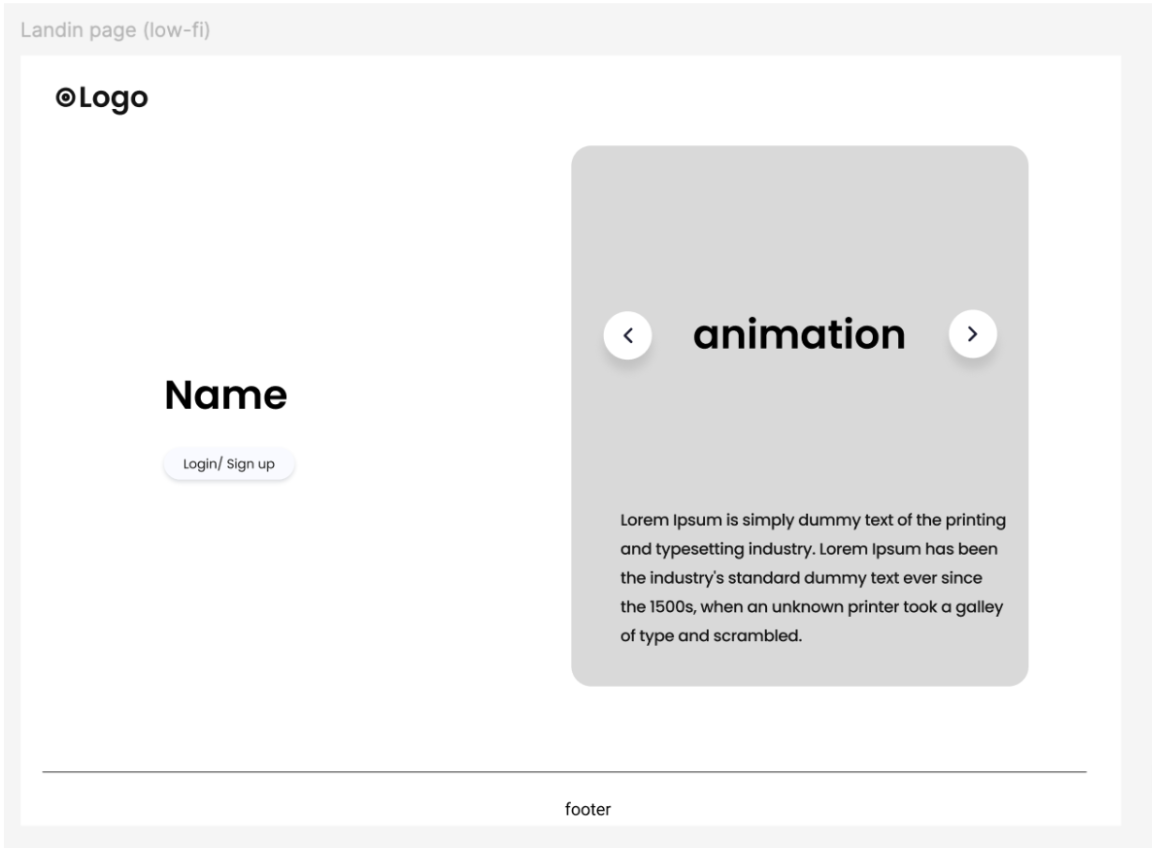 Landin page (low-fi)
Logo
animation
Name
Login/ Sign up
Lorem Ipsum is simply dummy text of the printing
and typesetting industry. Lorem Ipsum has been
the industry's standard dummy text ever since
the 1500s, when an unknown printer took a galley
of type and scrambled.
footer